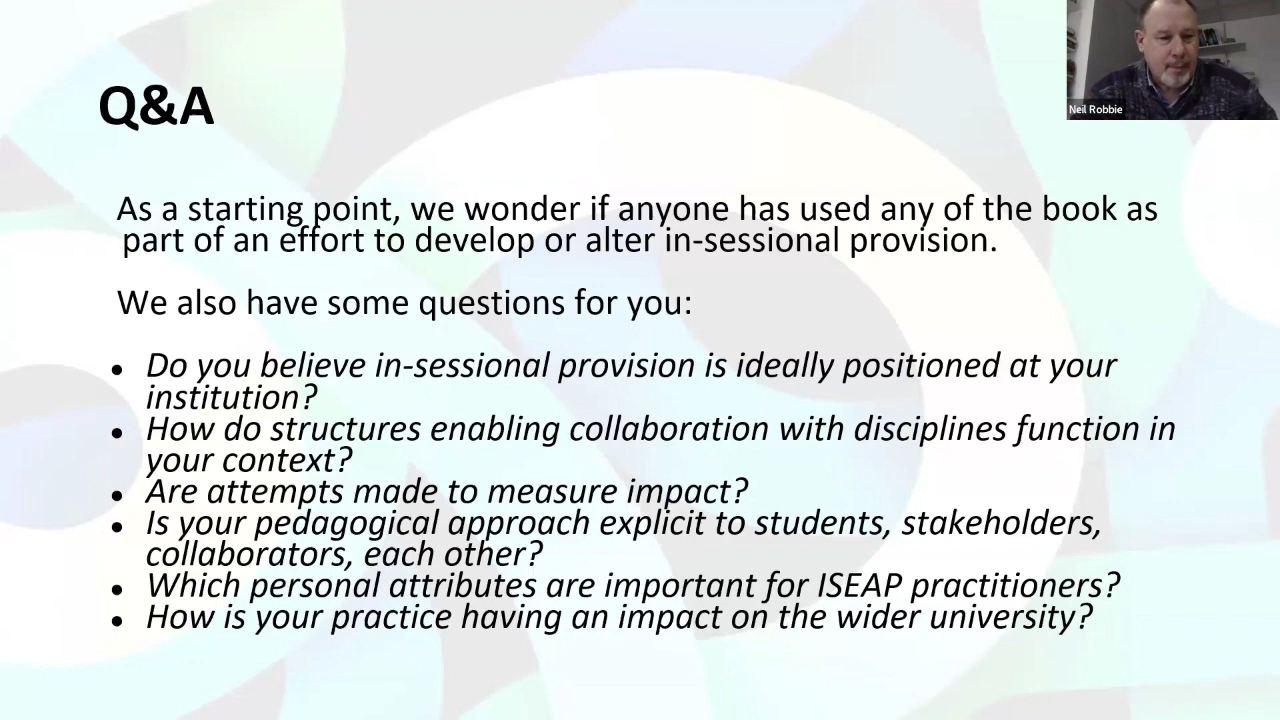 Neil Robbie
Q&A
As a starting point, we wonder if anyone has used any of the book as
part of an effort to develop or alter in-sessional provision.
We also have some questions for you:
• Do you believe in-sessional provision is ideally positioned at your
institution?
• How do structures enabling collaboration with disciplines function in
your context?
• Are attempts made to measure impact?
• Is your pedagogical approach explicit to students, stakeholders,
collaborators, each other?
• Which personal attributes are important for ISEAP practitioners?
• How is your practice having an impact on the wider university?